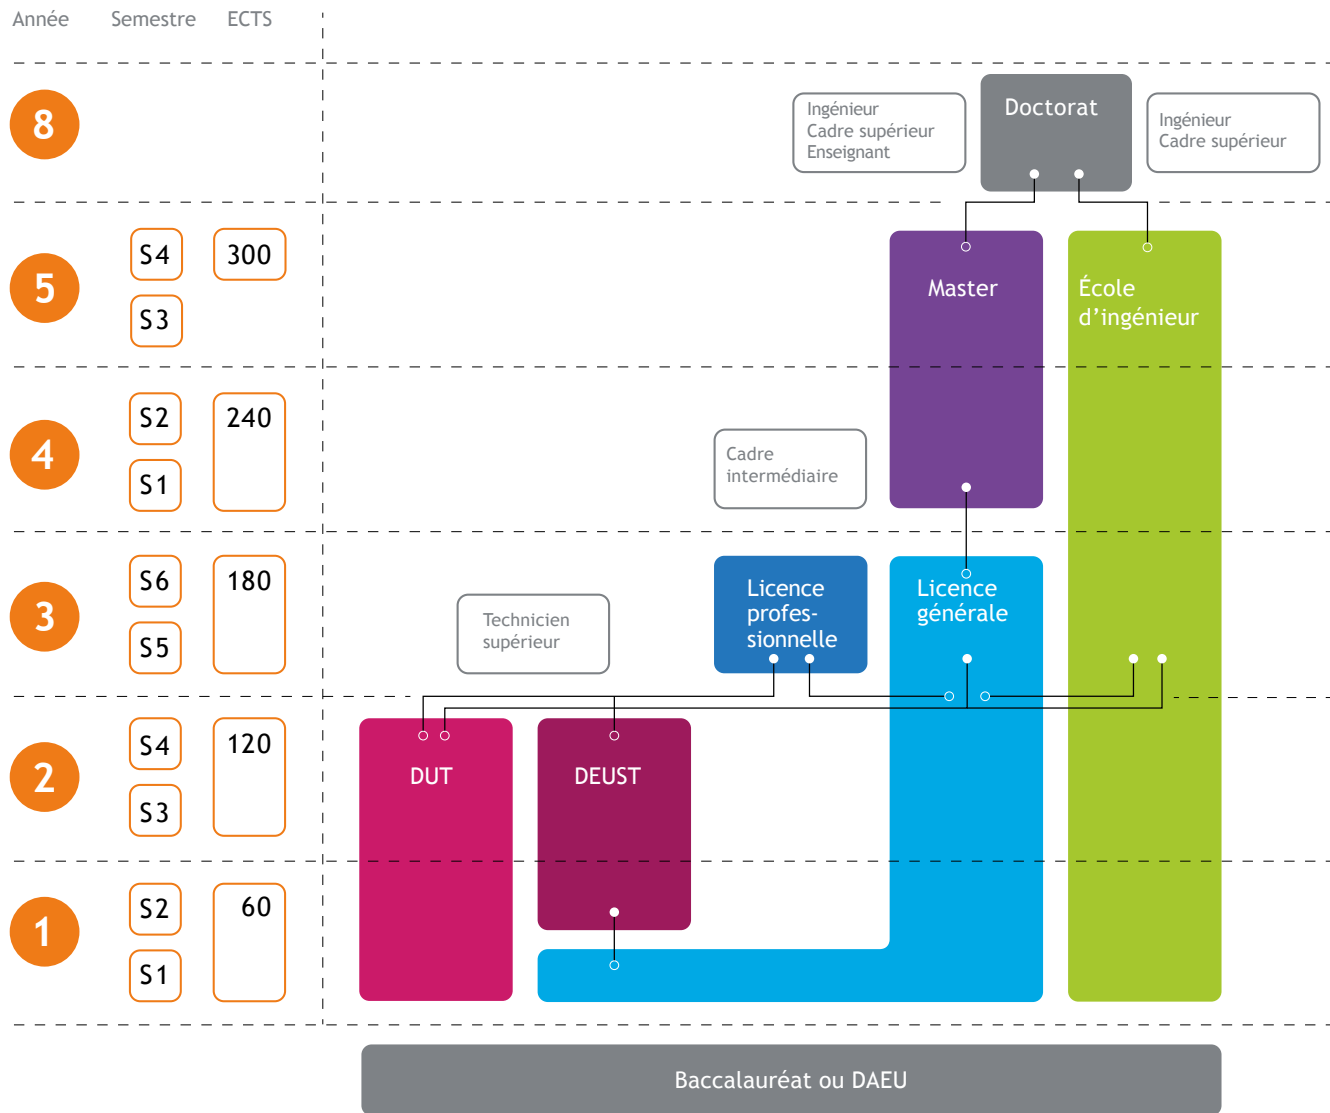 Année Semestre ECTS
8
Ingénieur
Cadre supérieur
Enseignant
Doctorat
Ingénieur
Cadre supérieur
5
S4
300
S3
Master
École
d'ingénieur
4
S2
240
S1
Cadre
intermédiaire
3
S6
180
S5
Technicien
supérieur
Licence
profes-
sionnelle
Licence
générale
2
S4
120
S3
DUT
DEUST
1
S2
60
S1
Baccalauréat ou DAEU